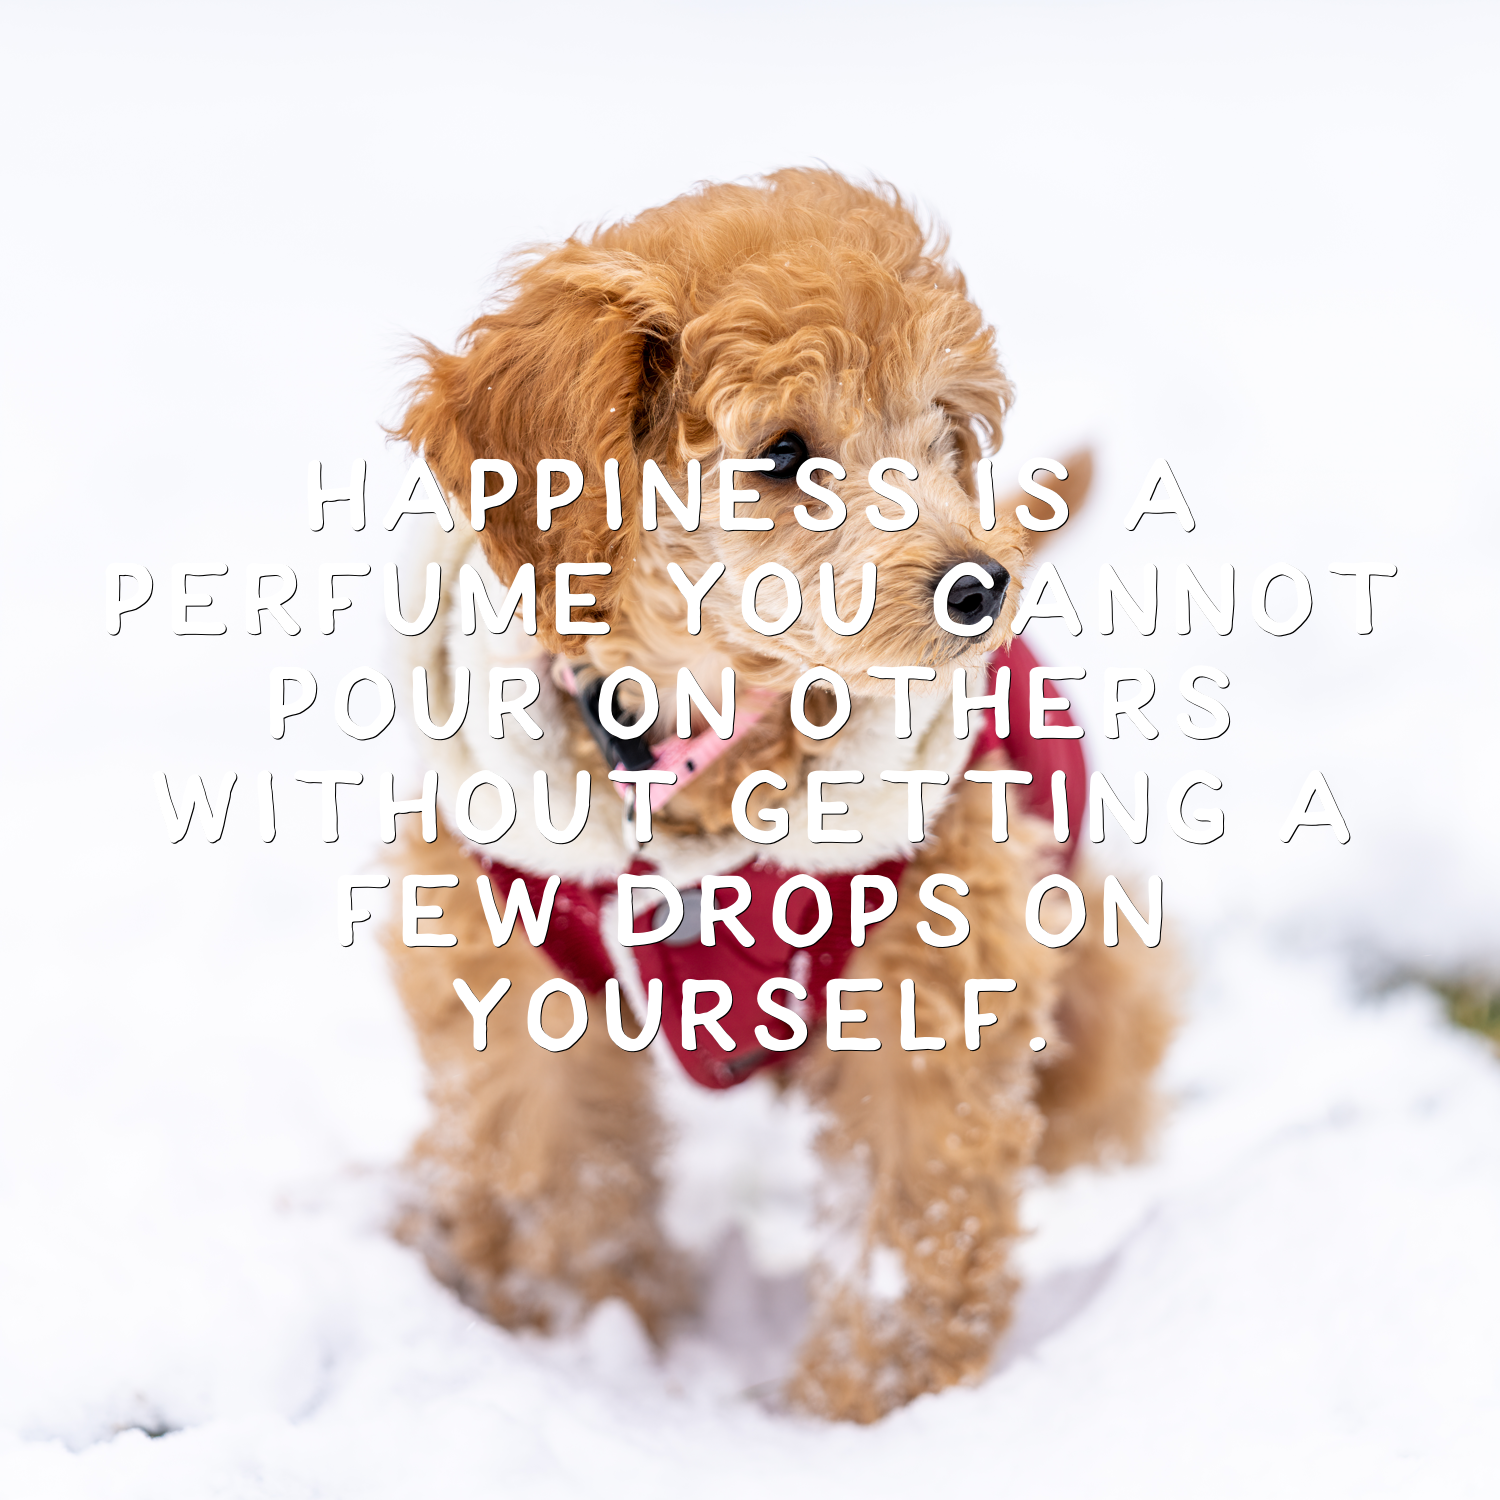 HAPPINESS IS A
PERFUME YOU CANNOT
POUR ON OTHERS
WITHOUT GETTING A
FEW DROPS ON
YOURSELF.